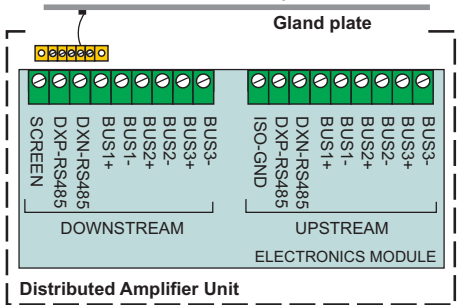 Gland plate
SCREEN
DXP-RS485
DXN-RS485
BUS1+
BUS1-
BUS2+
BUS2-
BUS3+
BUS3-
ISO-GND
DXP-RS485
DXN-RS485
BUS1+
BUS1-
BUS2+
BUS2-
BUS3+
BUS3-
DOWNSTREAM
UPSTREAM
ELECTRONICS MODULE
Distributed Amplifier Unit